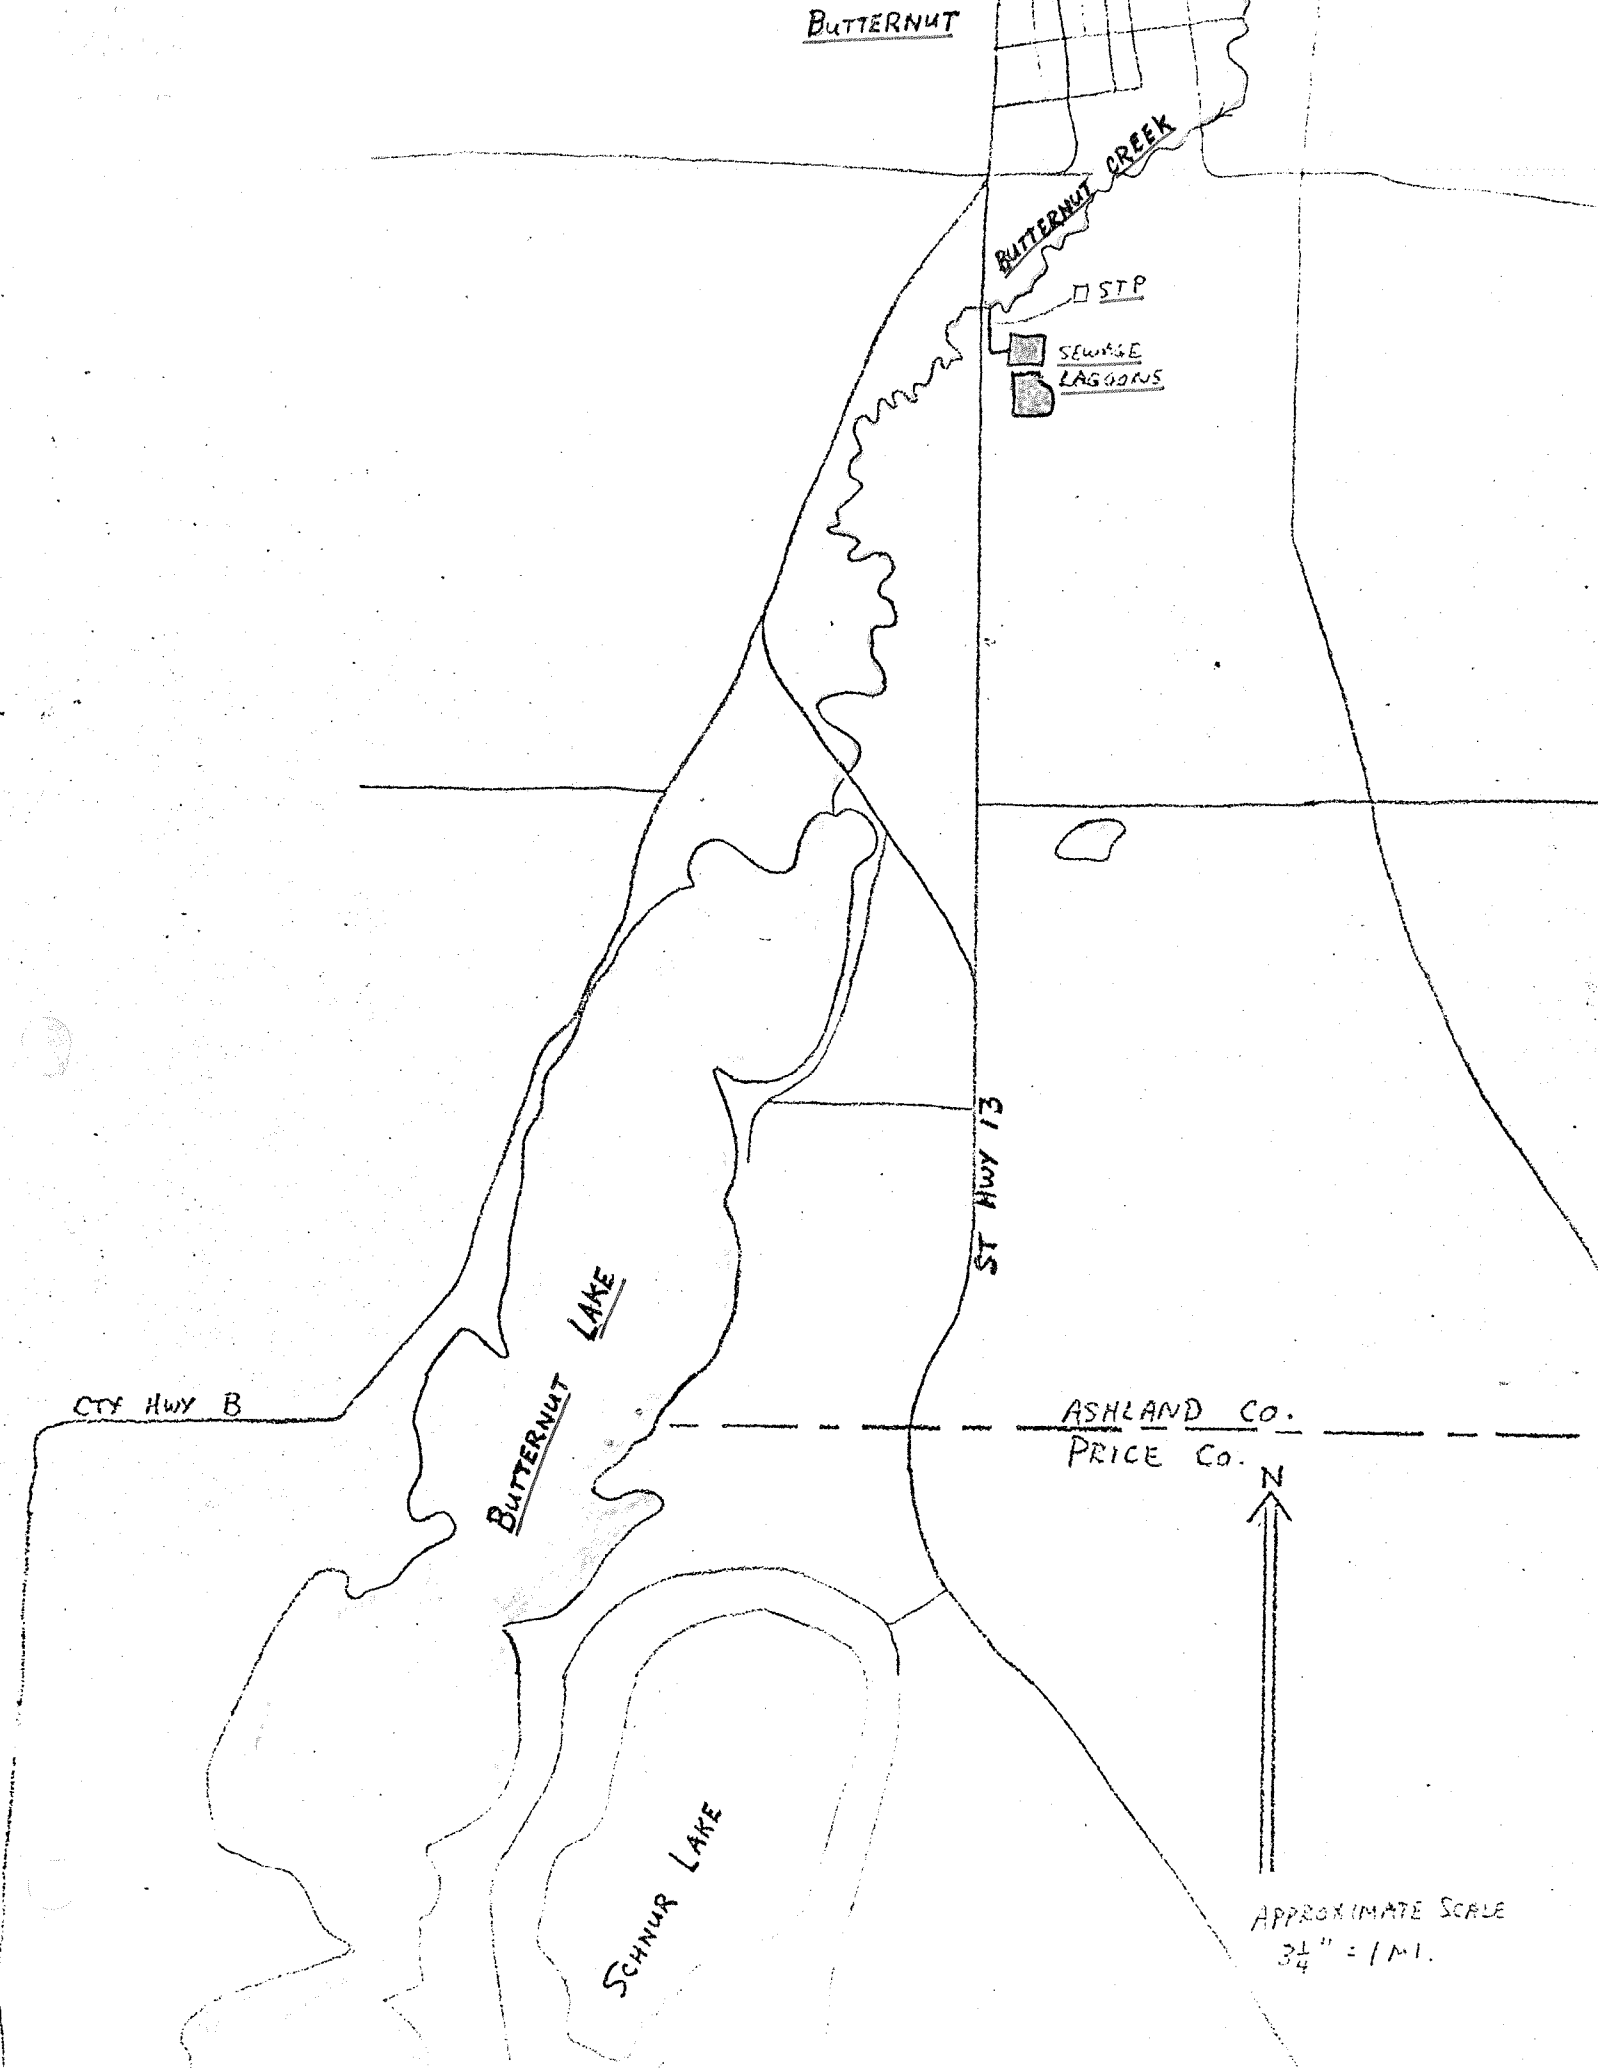 BUTTERNUT
BUTTERNUT CREEK
STP
SEWAGE
LAGOONS
ST HWY 13
BUTTERNUT LAKE
CTY HWY B
ASHLAND CO.
PRICE CO.
N
SCHNUR LAKE
APPROXIMATE SCALE
3¼" = 1 MI.